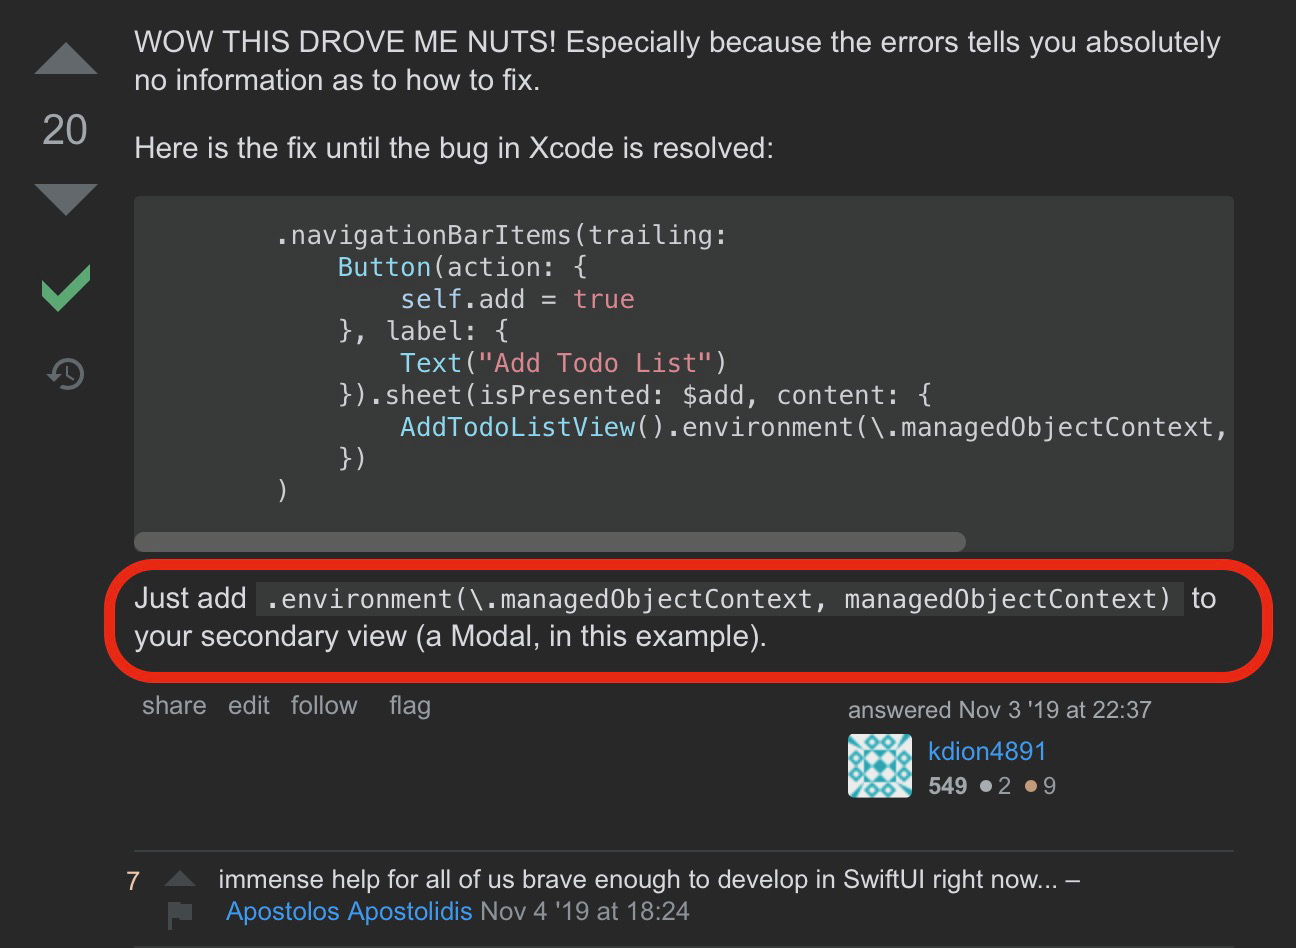 WOW THIS DROVE ME NUTS! Especially because the errors tells you absolutely
no information as to how to fix.
20
Here is the fix until the bug in Xcode is resolved:
.navigationBarItems(trailing:
Button(action: {
self.add = true
}, label: {
Text("Add Todo List")
}).sheet(isPresented: $add, content: {
AddTodoListView().environment(\.managedObjectContext,
})
)
Just add .environment(\.managedObjectContext, managedObjectContext) to
your secondary view (a Modal, in this example).
share edit follow flag
answered Nov 3 '19 at 22:37
kdion4891
549 ●2 ●9
7 immense help for all of us brave enough to develop in SwiftUI right now... –
Apostolos Apostolidis Nov 4 '19 at 18:24